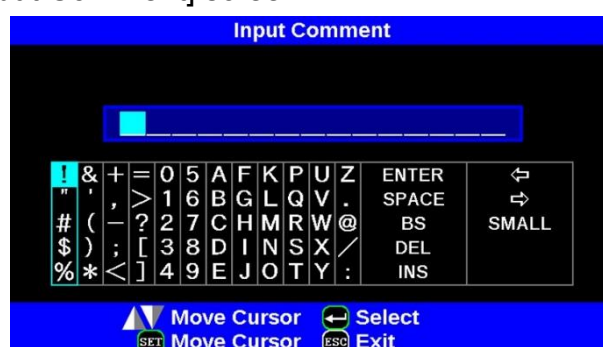 Input Comment
! & + = 0 5 A F K P U Z ENTER ⇦
" ' , > 1 6 B G L Q V . SPACE ⇨
# ( − ? 2 7 C H M R W @ BS SMALL
$ ) ; [ 3 8 D I N S X / DEL
% * < ] 4 9 E J O T Y : INS
Move Cursor Select
SET Move Cursor ESC Exit